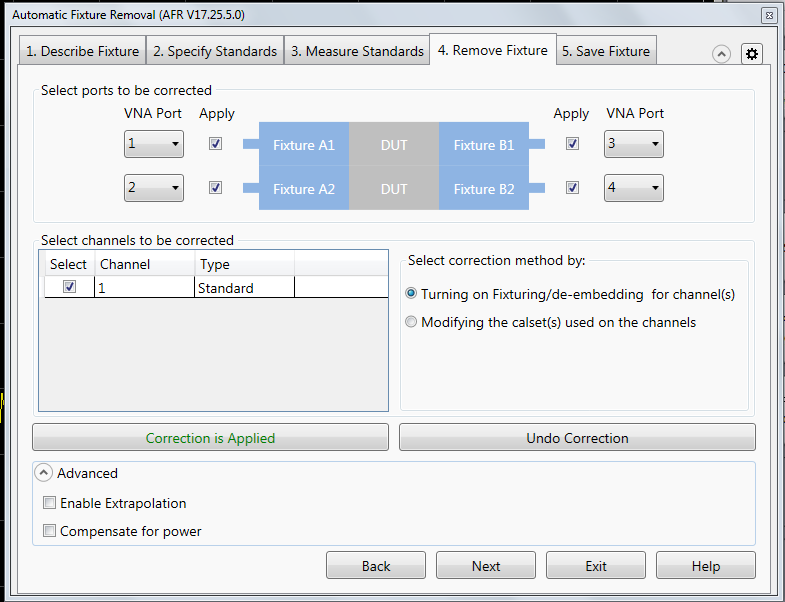 Automatic Fixture Removal (AFR V17.25.5.0)
1. Describe Fixture 2. Specify Standards 3. Measure Standards 4. Remove Fixture 5. Save Fixture
Select ports to be corrected
VNA Port Apply Apply VNA Port
1 Fixture A1 DUT Fixture B1 3
2 Fixture A2 DUT Fixture B2 4
Select channels to be corrected
Select Channel Type
1 Standard
Select correction method by:
Turning on Fixturing/de-embedding for channel(s)
Modifying the calset(s) used on the channels
Correction is Applied Undo Correction
Advanced
Enable Extrapolation
Compensate for power
Back Next Exit Help